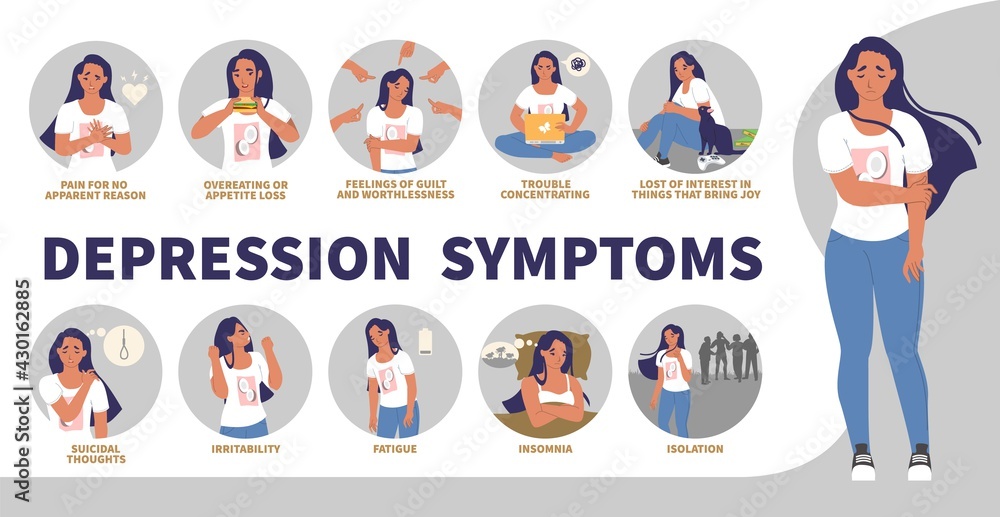 PAIN FOR NO
APPARENT REASON
OVEREATING OR
APPETITE LOSS
FEELINGS OF GUILT
AND WORTHLESSNESS
TROUBLE
CONCENTRATING
LOST OF INTEREST IN
THINGS THAT BRING JOY
DEPRESSION SYMPTOMS
SUICIDAL
THOUGHTS
IRRITABILITY
FATIGUE
INSOMNIA
ISOLATION
Adobe Stock | #430162885